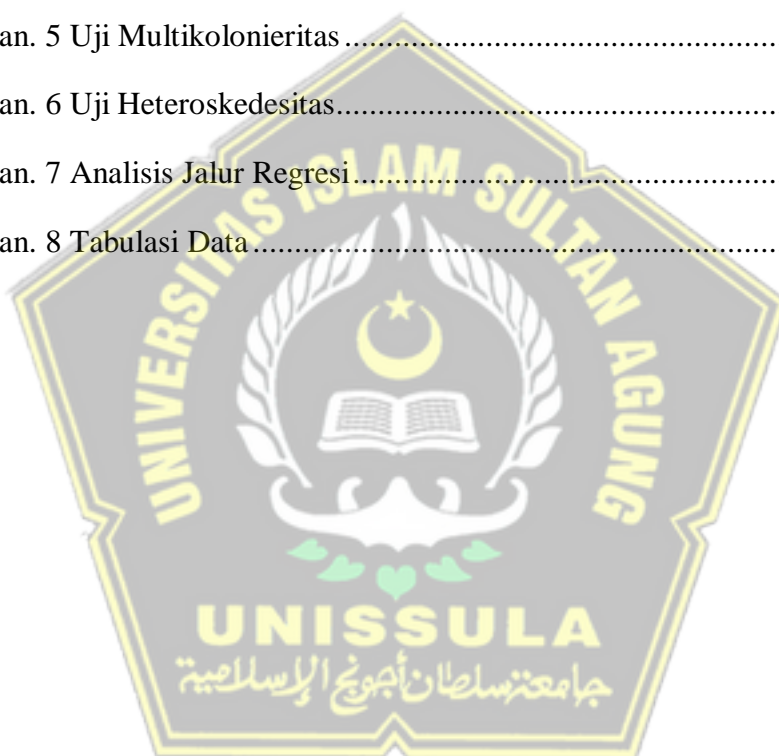 an. 5 Uji Multikolonieritas
an. 6 Uji Heteroskedesitas
an. 7 Analisis Jalur Regresi
an. 8 Tabulasi Data
UNIVERSITAS ISLAM SULTAN AGUNG
UNISSULA
جامعة سلطان أجونج الإسلامية